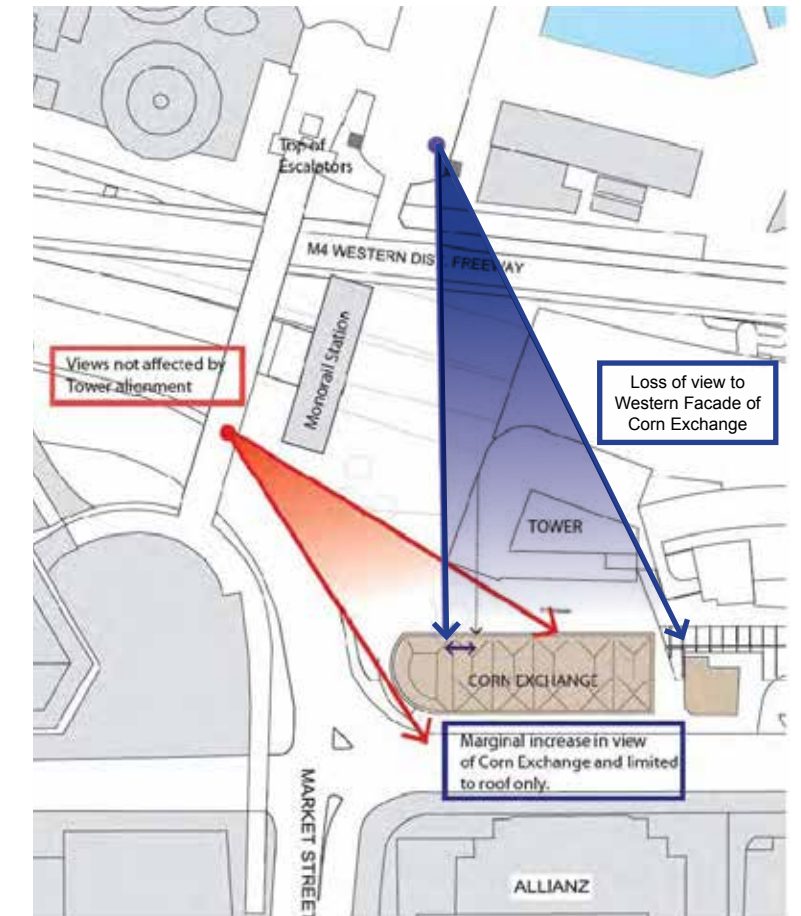 Top of
Escalators
M4 WESTERN DIST. FREEWAY
Monorail Station
Views not affected by
Tower alignment
Loss of view to
Western Facade of
Corn Exchange
TOWER
CORN EXCHANGE
Marginal increase in view
of Corn Exchange and limited
to roof only.
MARKET STREET
ALLIANZ